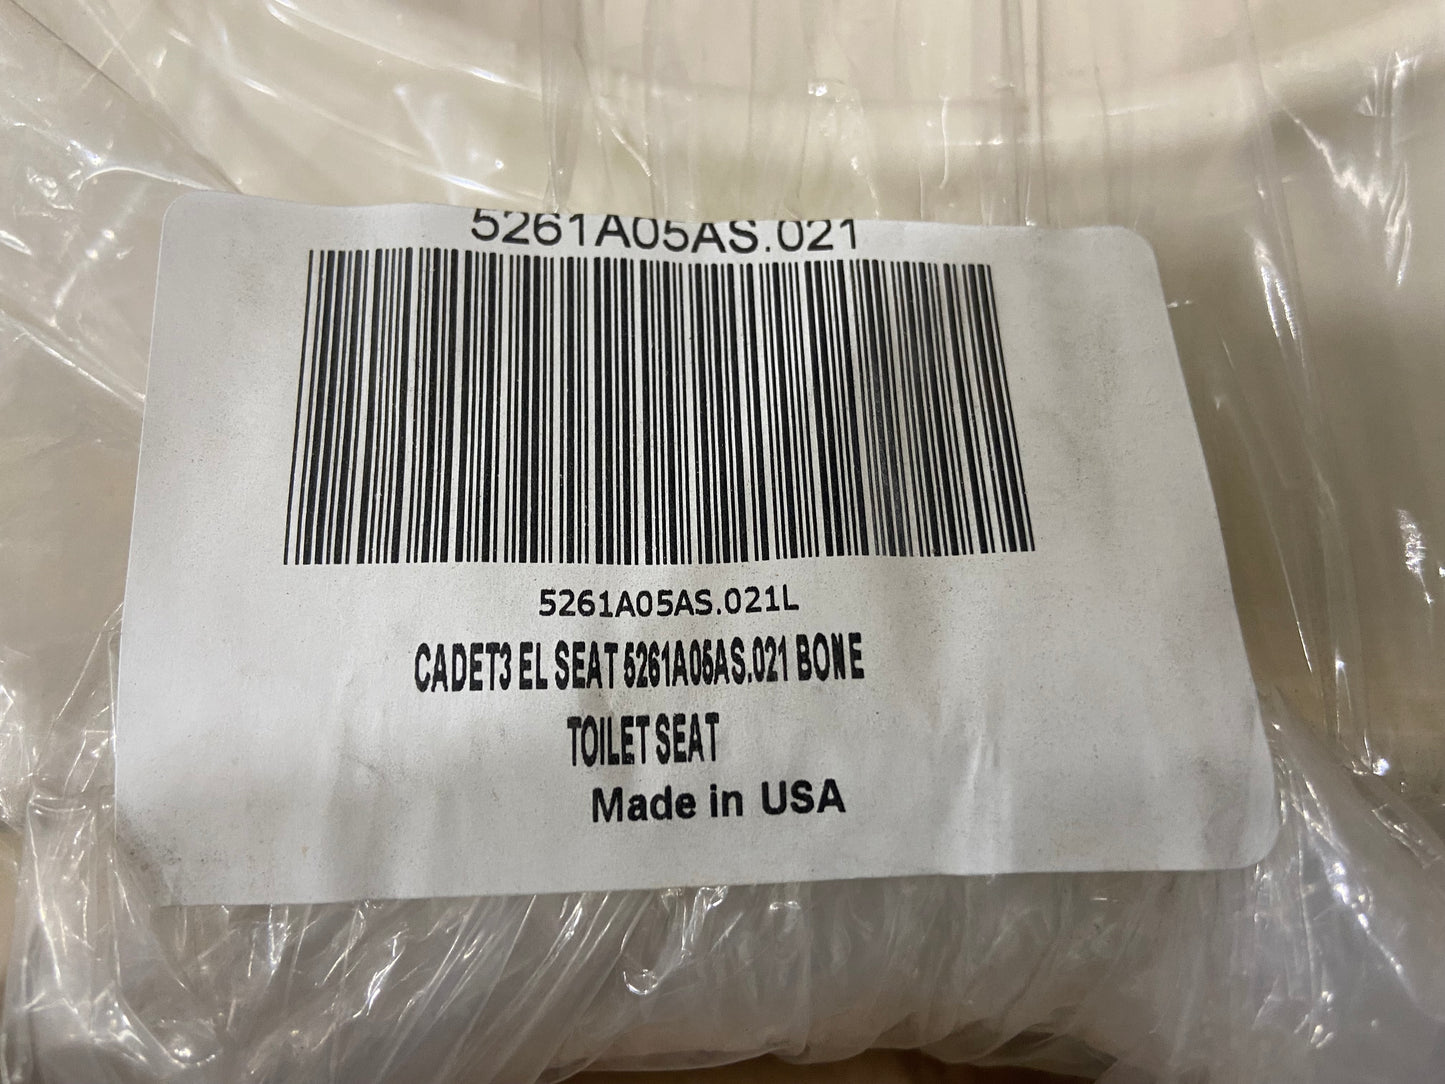 5261A05AS.021
5261A05AS.021L
CADET3 EL SEAT 5261A05AS.021 BONE
TOILET SEAT
Made in USA